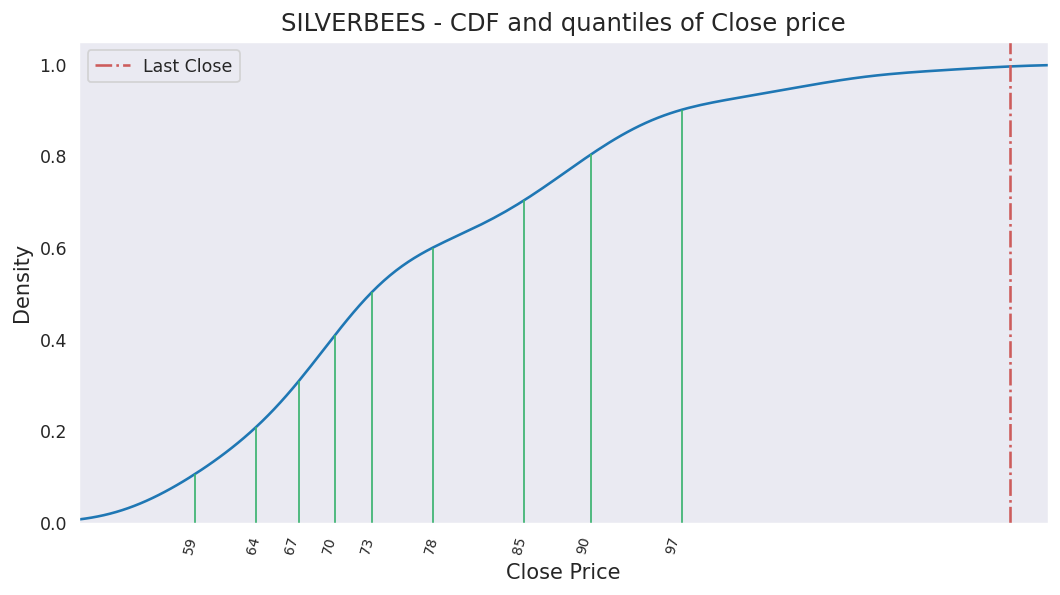 SILVERBEES - CDF and quantiles of Close price
Last Close
Density
1.0
0.8
0.6
0.4
0.2
0.0
59 64 67 70 73 78 85 90 97
Close Price